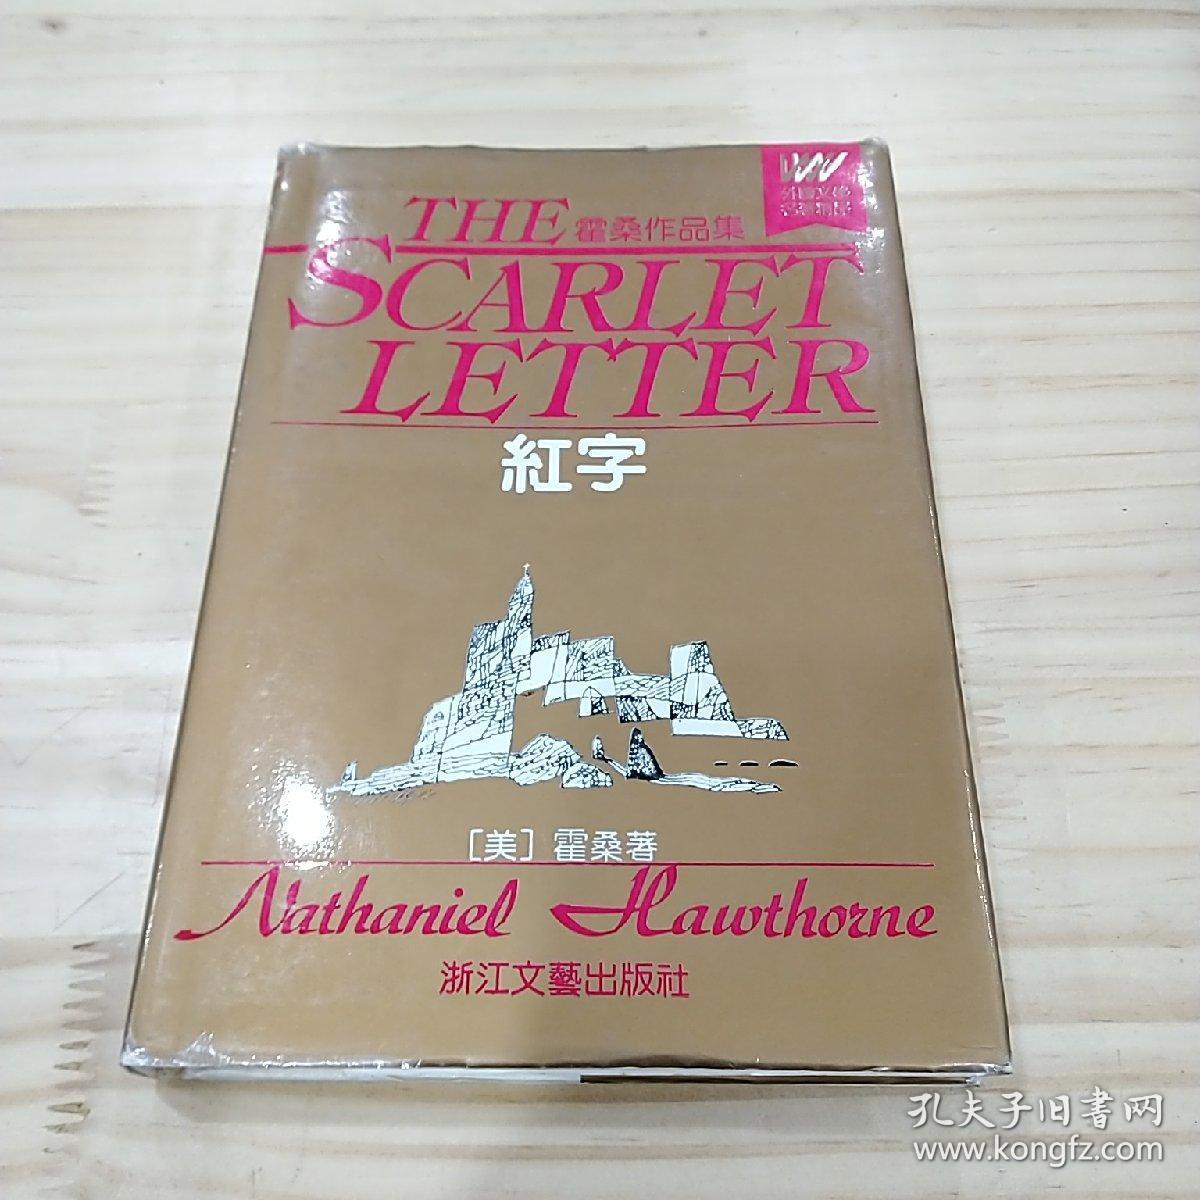 THE 霍桑作品集
SCARLET
LETTER
紅字
[美] 霍桑著
Nathaniel Hawthorne
浙江文藝出版社
孔夫子旧書网
www.kongfz.com